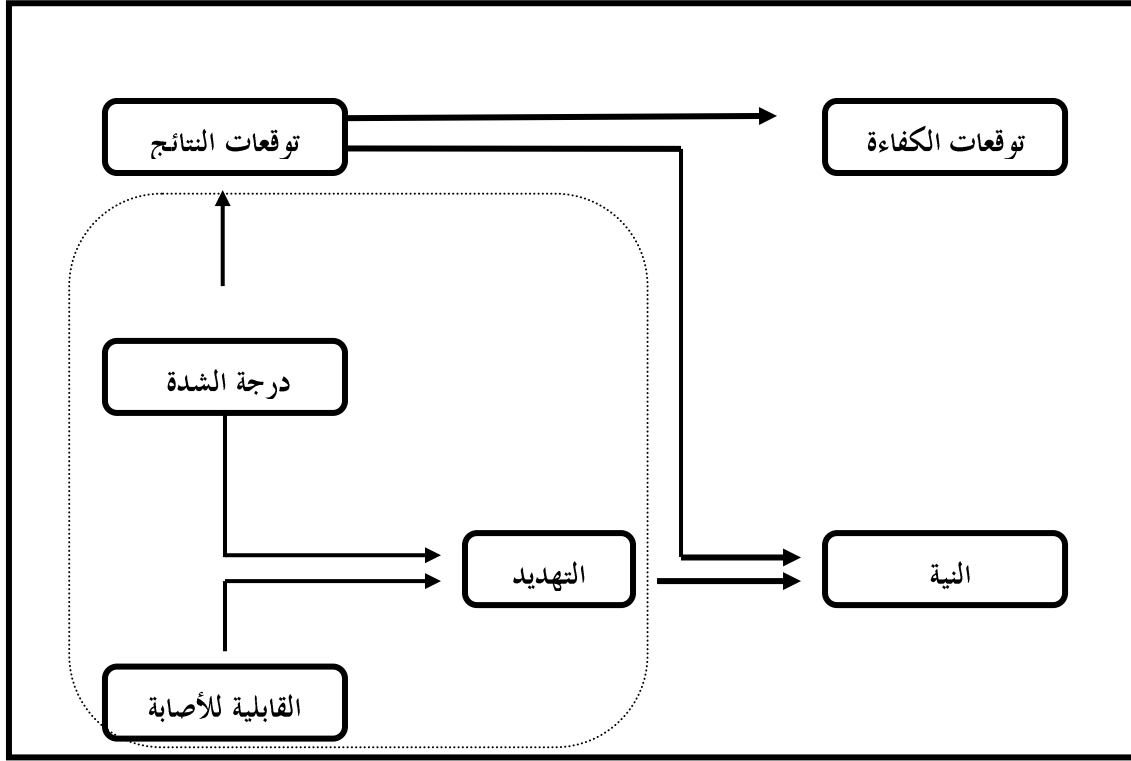 توقعات الكفاءة
توقعات النتائج
درجة الشدة
النية
التهديد
القابلية للأصابة